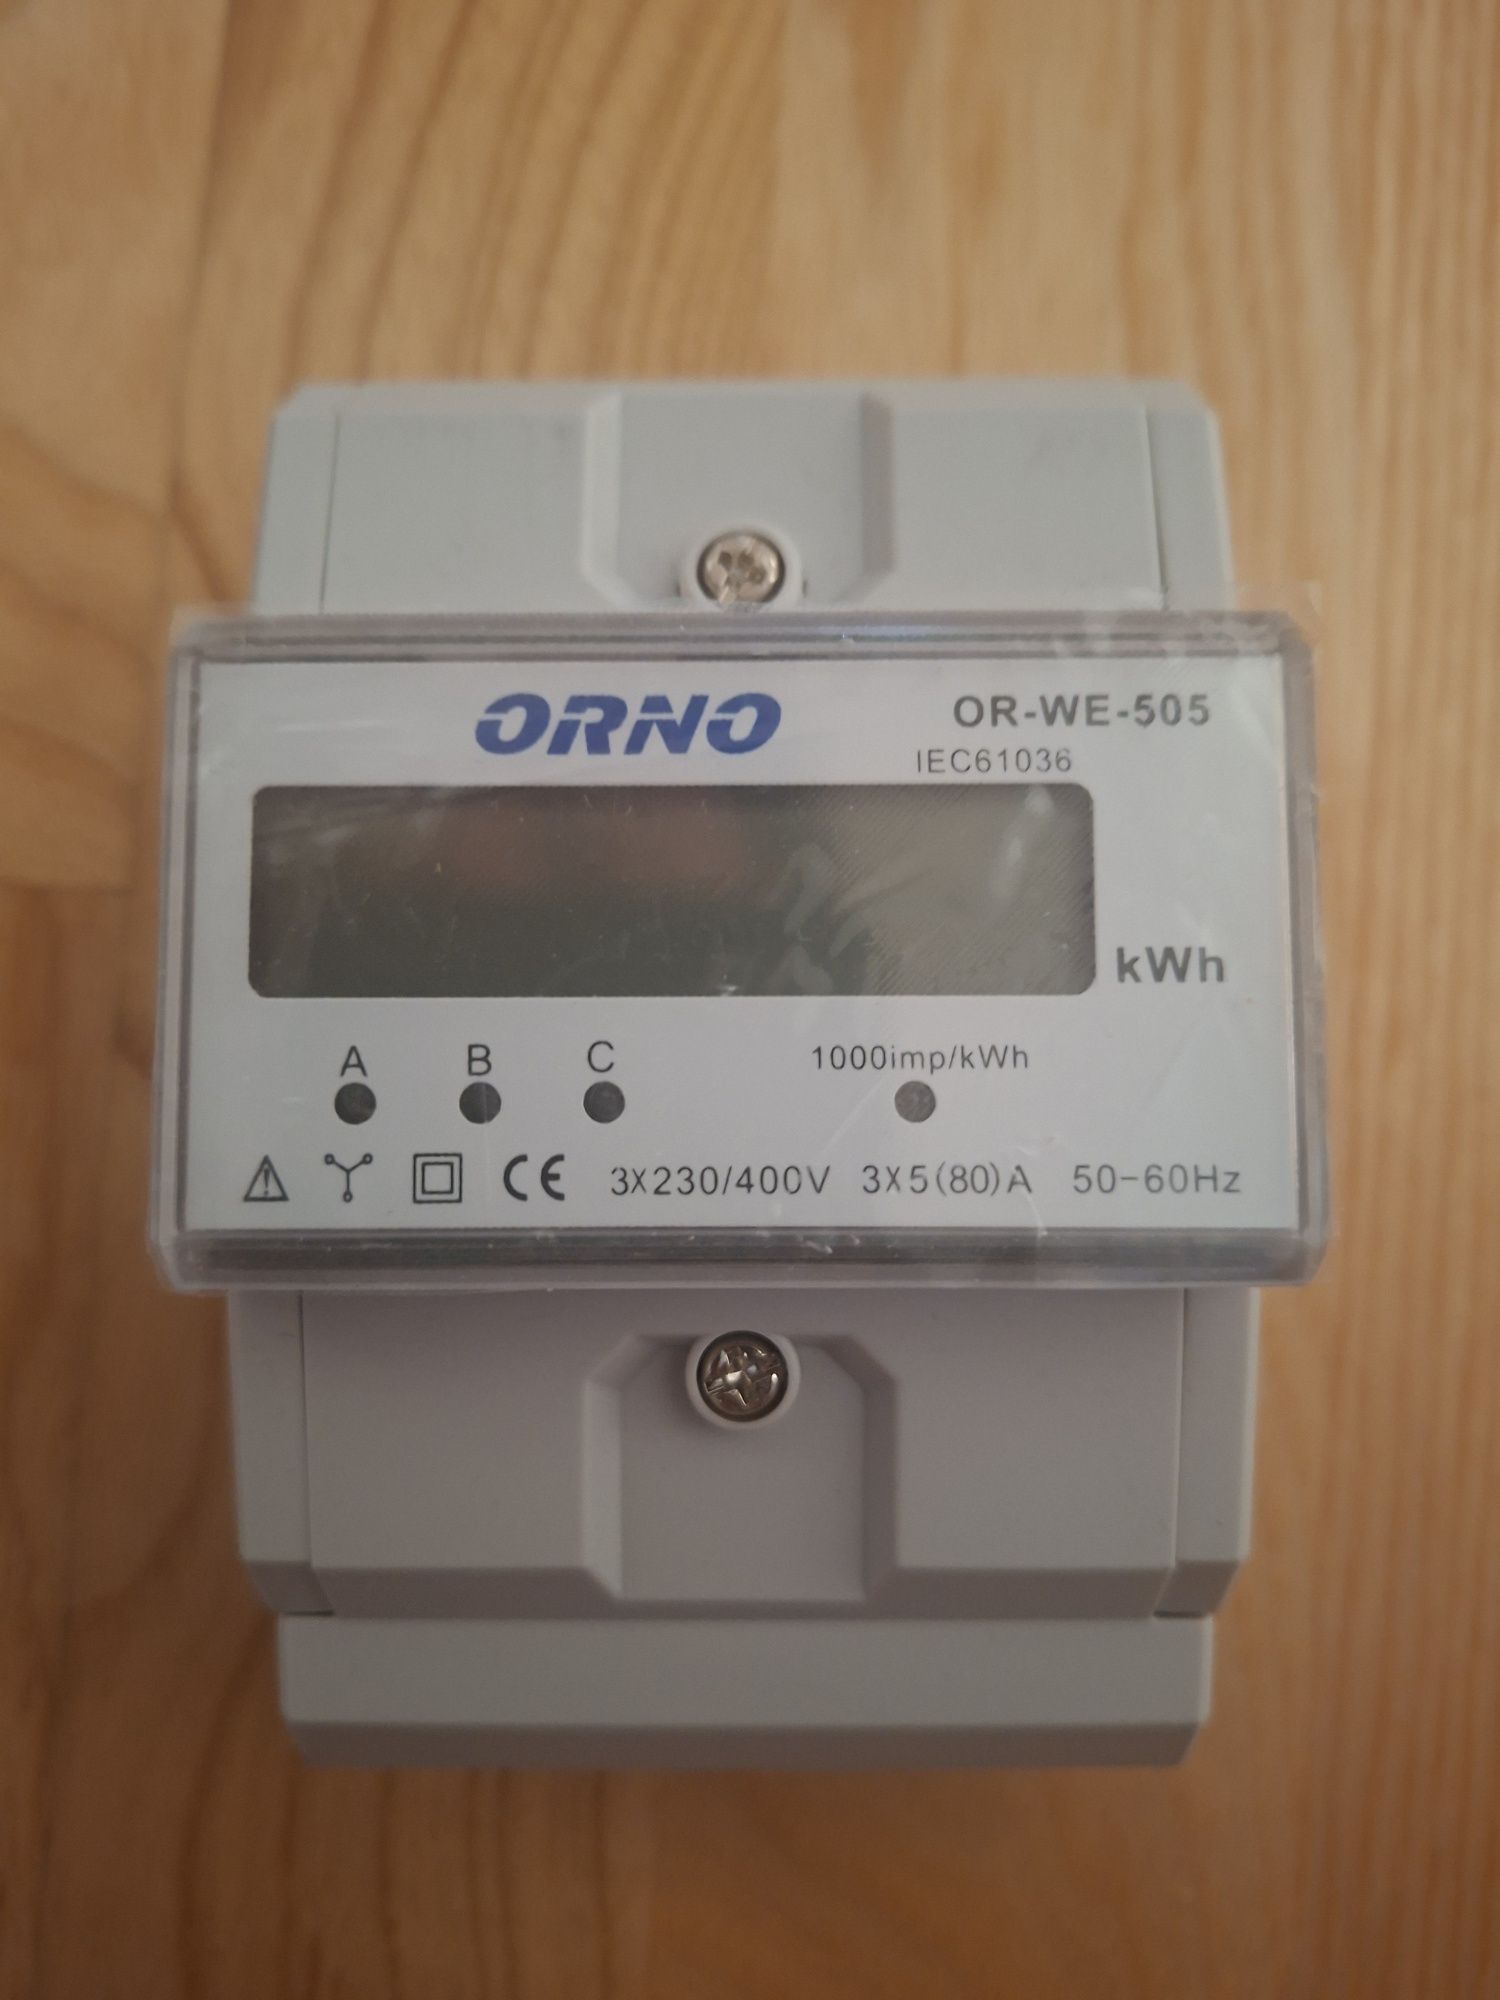 ORNO
OR-WE-505
IEC61036
kWh
A B C
1000imp/kWh
CE 3X230/400V 3X5(80)A 50-60Hz